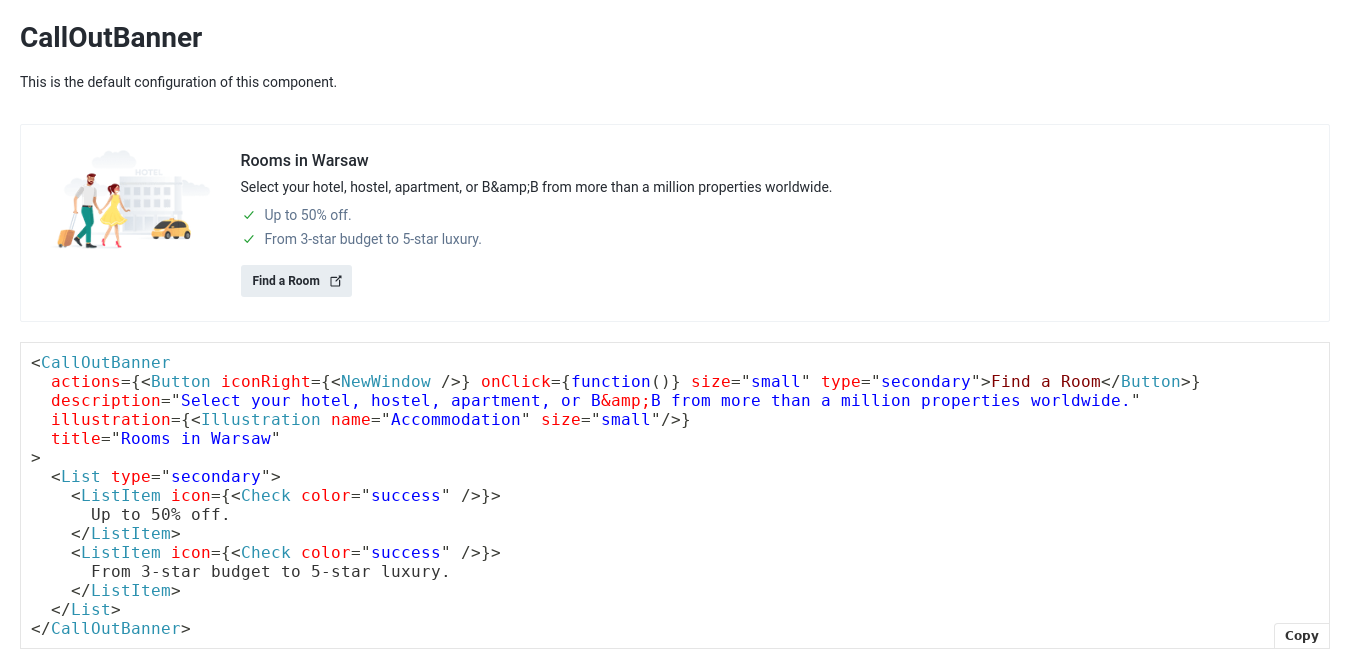 CallOutBanner
This is the default configuration of this component.
HOTEL
Rooms in Warsaw
Select your hotel, hostel, apartment, or B&amp;B from more than a million properties worldwide.
Up to 50% off.
From 3-star budget to 5-star luxury.
Find a Room
<CallOutBanner
  actions={<Button iconRight={<NewWindow />} onClick={function()} size="small" type="secondary">Find a Room</Button>}
  description="Select your hotel, hostel, apartment, or B&amp;B from more than a million properties worldwide."
  illustration={<Illustration name="Accommodation" size="small"/>}
  title="Rooms in Warsaw"
>
  <List type="secondary">
    <ListItem icon={<Check color="success" />}>
      Up to 50% off.
    </ListItem>
    <ListItem icon={<Check color="success" />}>
      From 3-star budget to 5-star luxury.
    </ListItem>
  </List>
</CallOutBanner>
Copy